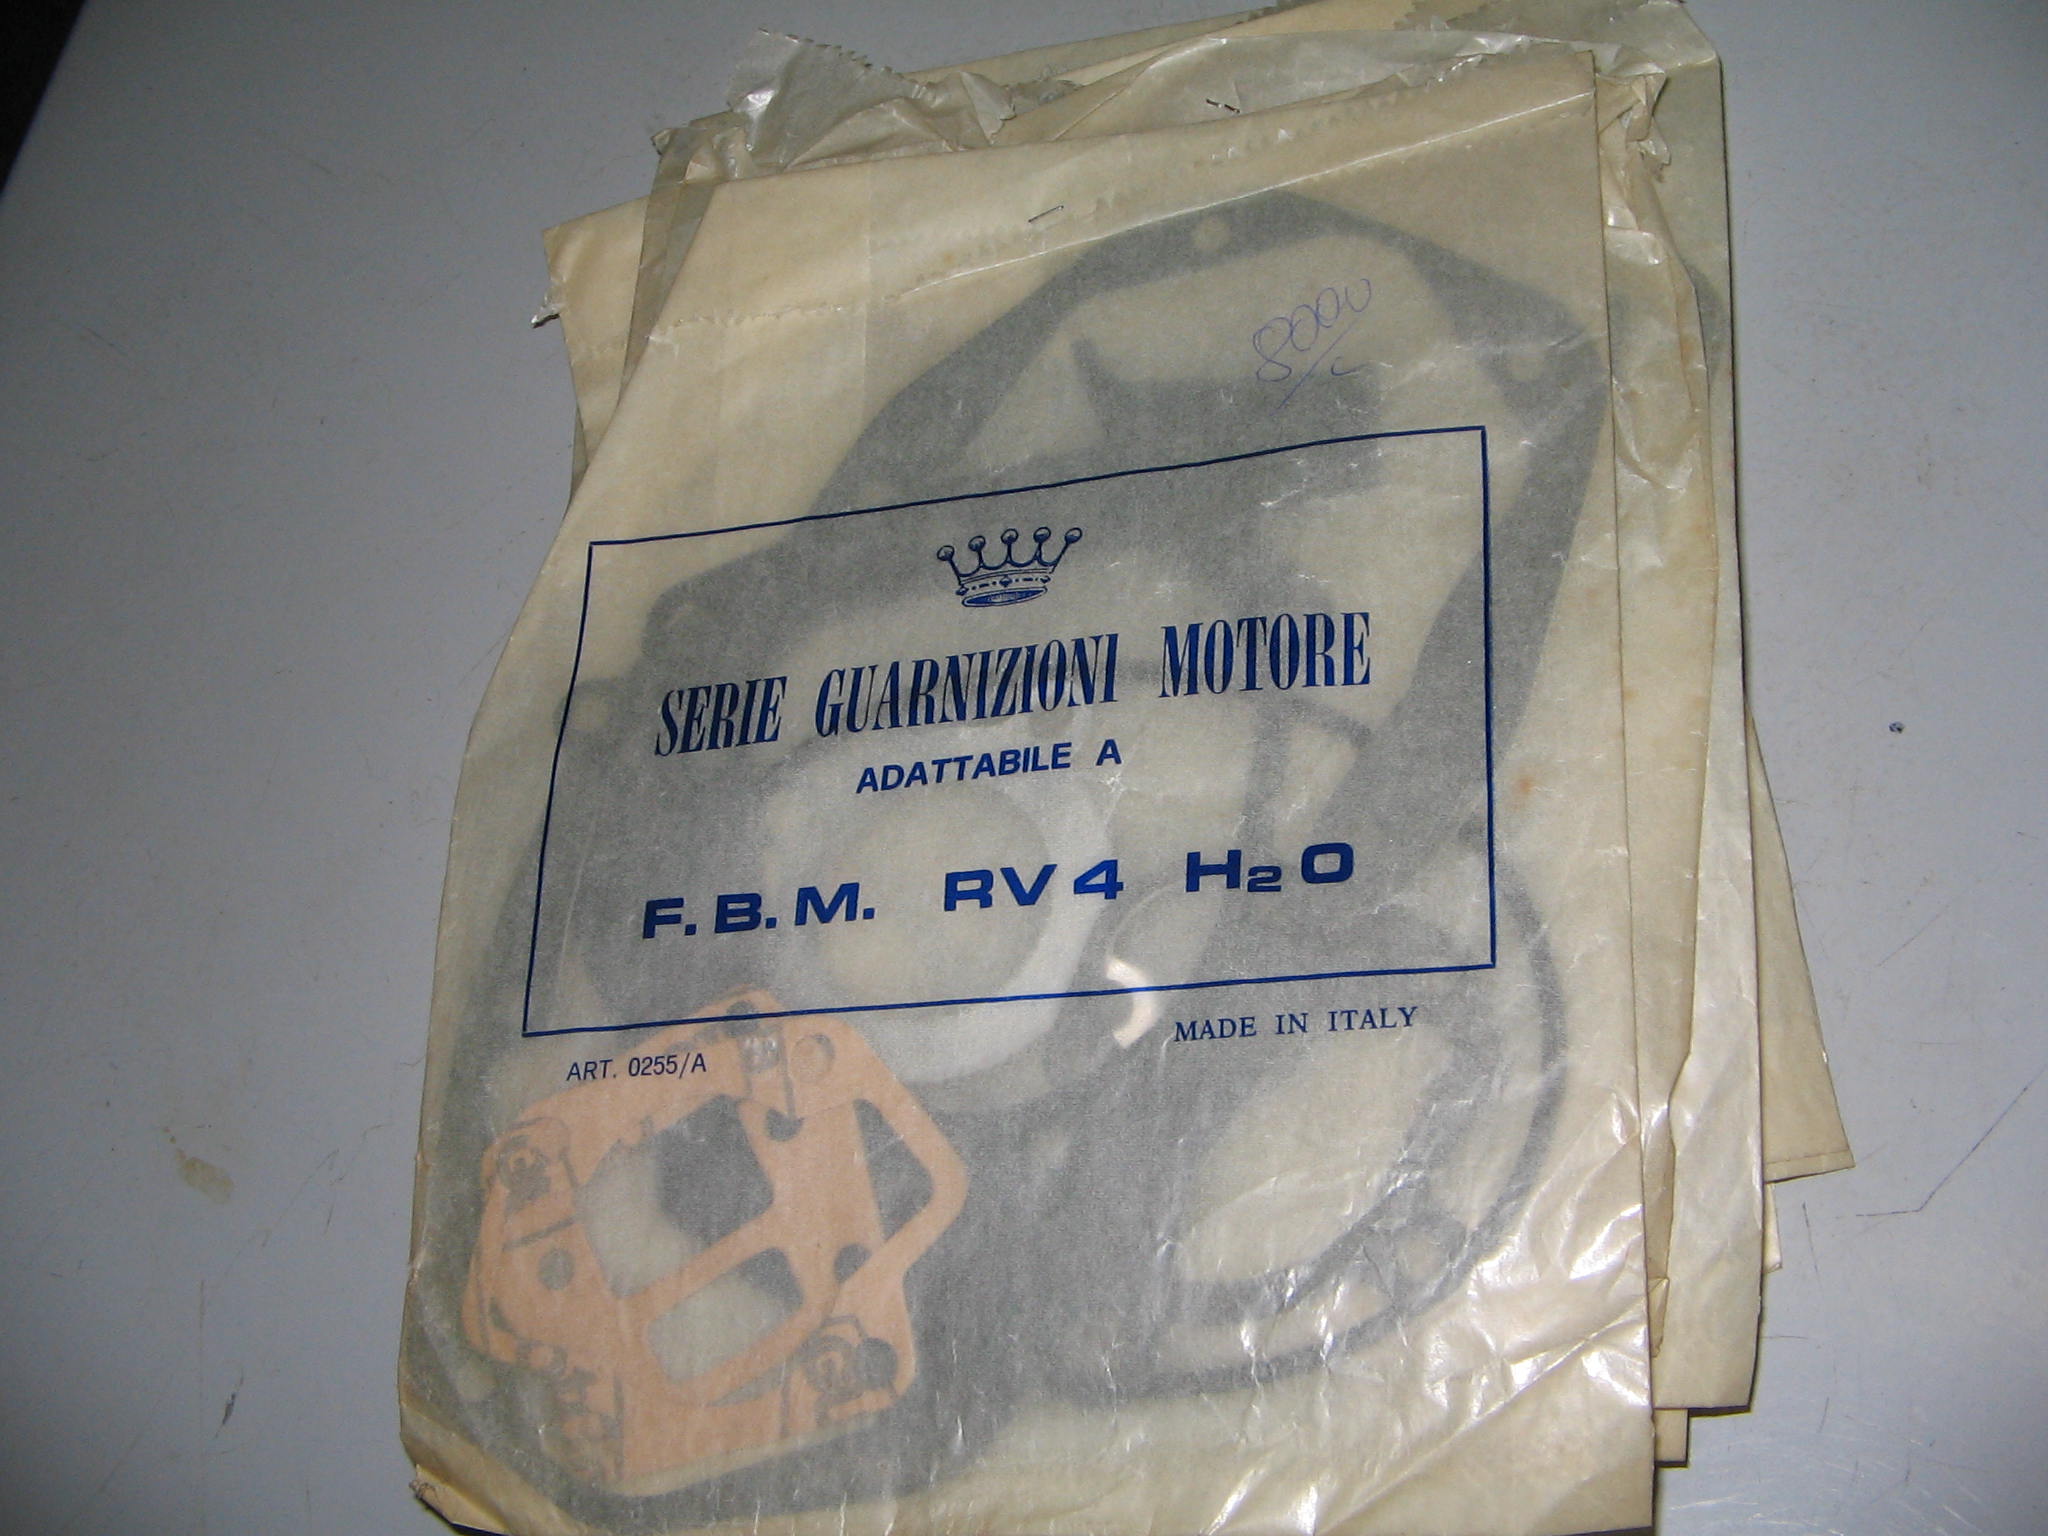 8000
SERIE GUARNIZIONI MOTORE
ADATTABILE A
F.B.M. RV4 H₂O
ART. 0255/A
MADE IN ITALY